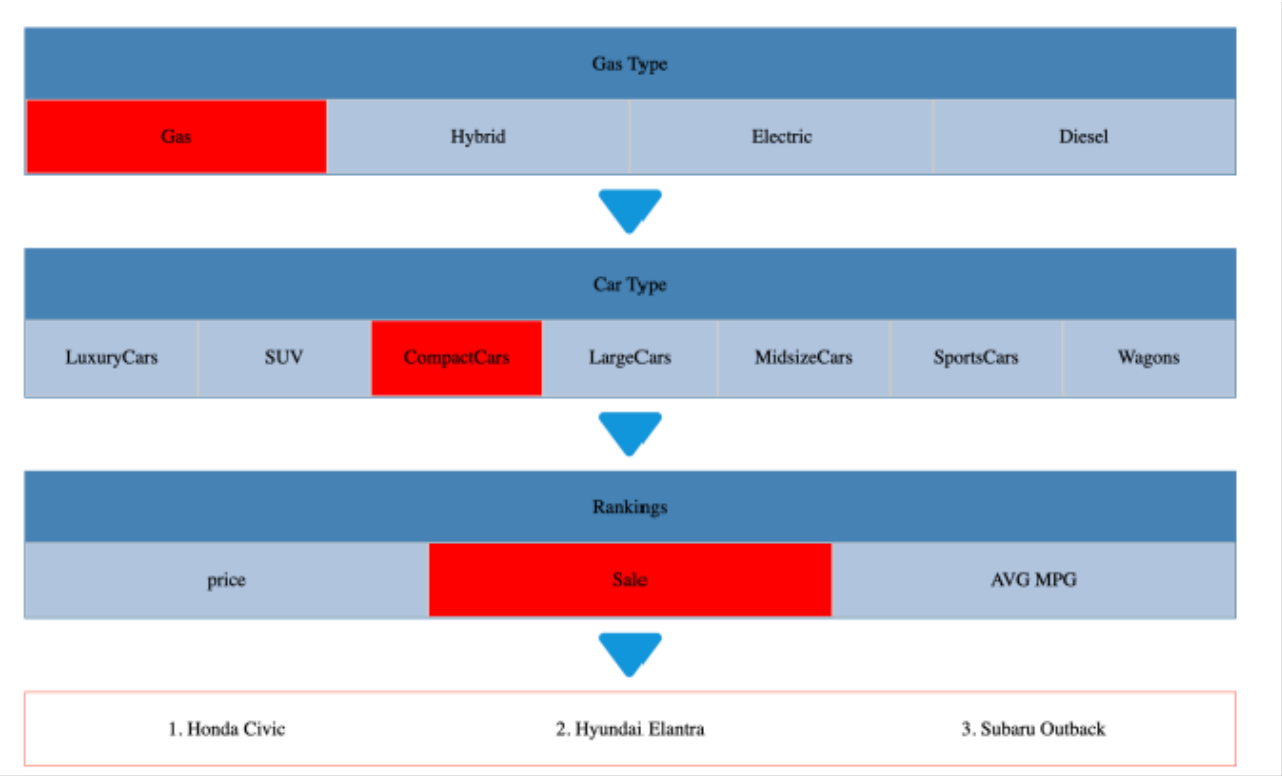 Gas Type
Gas Hybrid Electric Diesel
Car Type
LuxuryCars SUV CompactCars LargeCars MidsizeCars SportsCars Wagons
Rankings
price Sale AVG MPG
1. Honda Civic 2. Hyundai Elantra 3. Subaru Outback